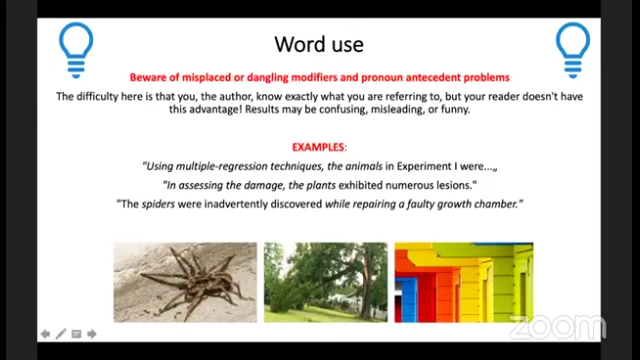 Word use
Beware of misplaced or dangling modifiers and pronoun antecedent problems
The difficulty here is that you, the author, know exactly what you are referring to, but your reader doesn't have
this advantage! Results may be confusing, misleading, or funny.
EXAMPLES:
"Using multiple-regression techniques, the animals in Experiment I were...„
"In assessing the damage, the plants exhibited numerous lesions."
"The spiders were inadvertently discovered while repairing a faulty growth chamber."
zoom